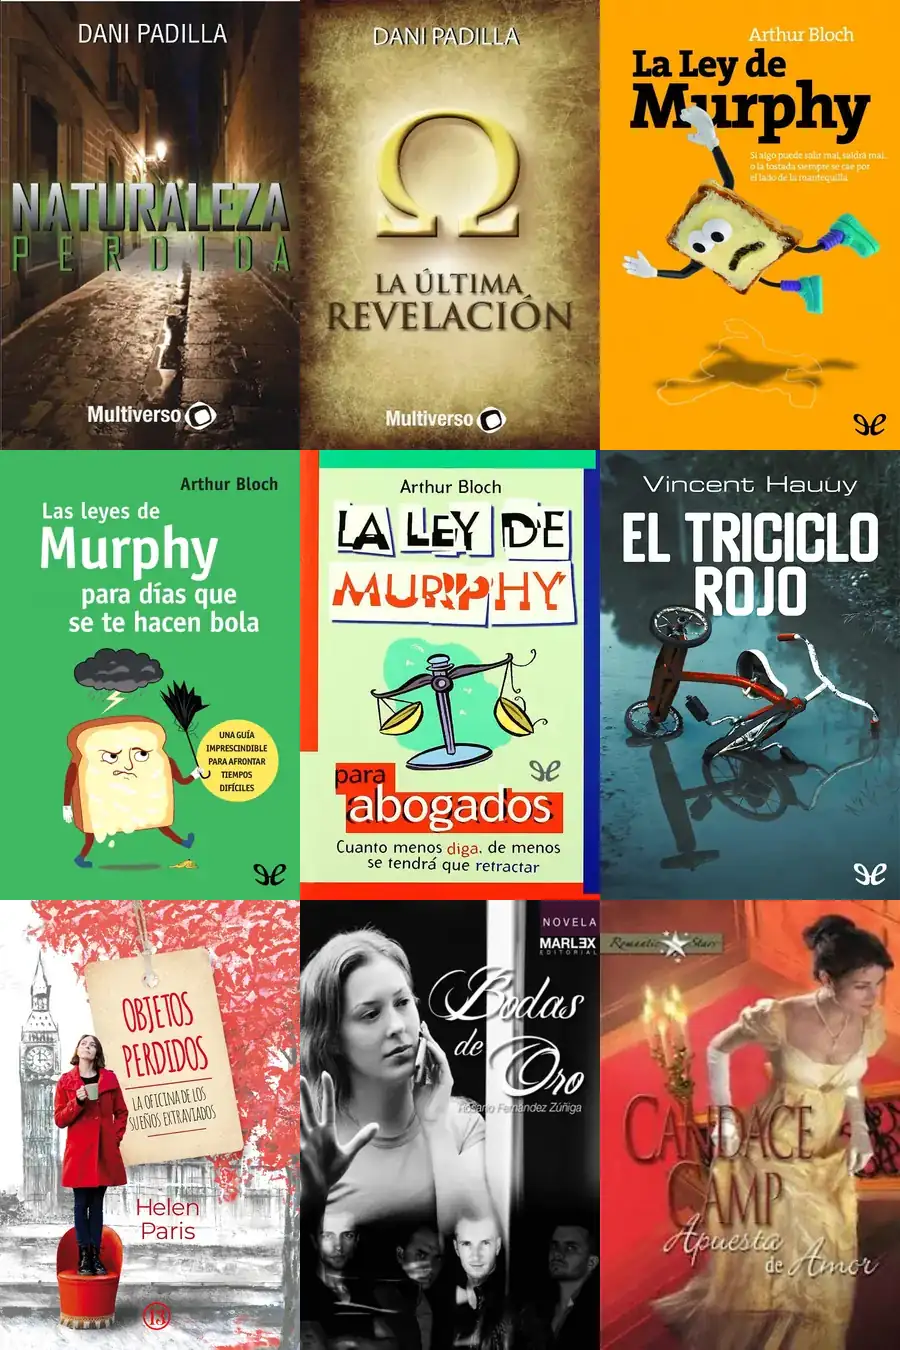 DANI PADILLA
NATURALEZA
PERDIDA
Multiverso
DANI PADILLA
Ω
LA ÚLTIMA
REVELACIÓN
Multiverso
Arthur Bloch
La Ley de
Murphy
Si algo puede salir mal, saldrá mal...
o la tostada siempre se cae por
el lado de la mantequilla
Arthur Bloch
Las leyes de
Murphy
para días que
se te hacen bola
UNA GUÍA
IMPRESCINDIBLE
PARA AFRONTAR
TIEMPOS
DIFÍCILES
Arthur Bloch
LA LEY DE
MURPHY
para
abogados
Cuanto menos diga, de menos
se tendrá que retractar
Vincent Hauuy
EL TRICICLO
ROJO
OBJETOS
PERDIDOS
LA OFICINA DE LOS
SUEÑOS EXTRAVIADOS
Helen
Paris
13
NOVELA
MARLEX
EDITORIAL
Bodas
de
Oro
Rosario Fernández Zúñiga
Romantic Stars
CANDACE
CAMP
Apuesta
de Amor